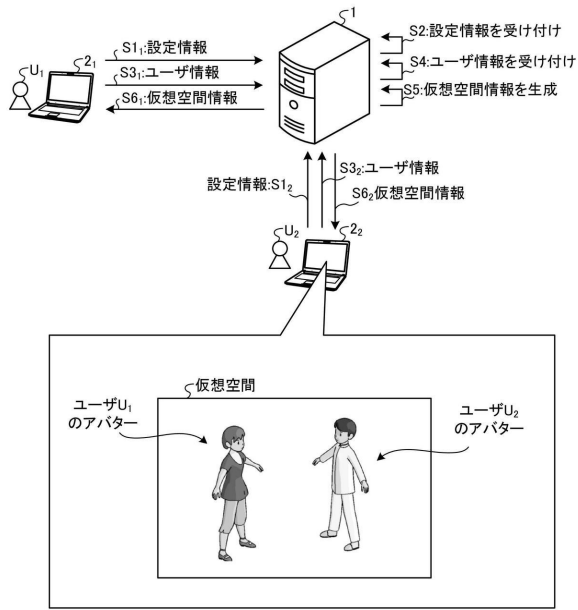 1
S2:設定情報を受け付け
S4:ユーザ情報を受け付け
S5:仮想空間情報を生成
U₁
2₁
S1₁:設定情報
S3₁:ユーザ情報
S6₁:仮想空間情報
設定情報:S1₂
S3₂:ユーザ情報
S6₂仮想空間情報
U₂
2₂
仮想空間
ユーザU₁
のアバター
ユーザU₂
のアバター